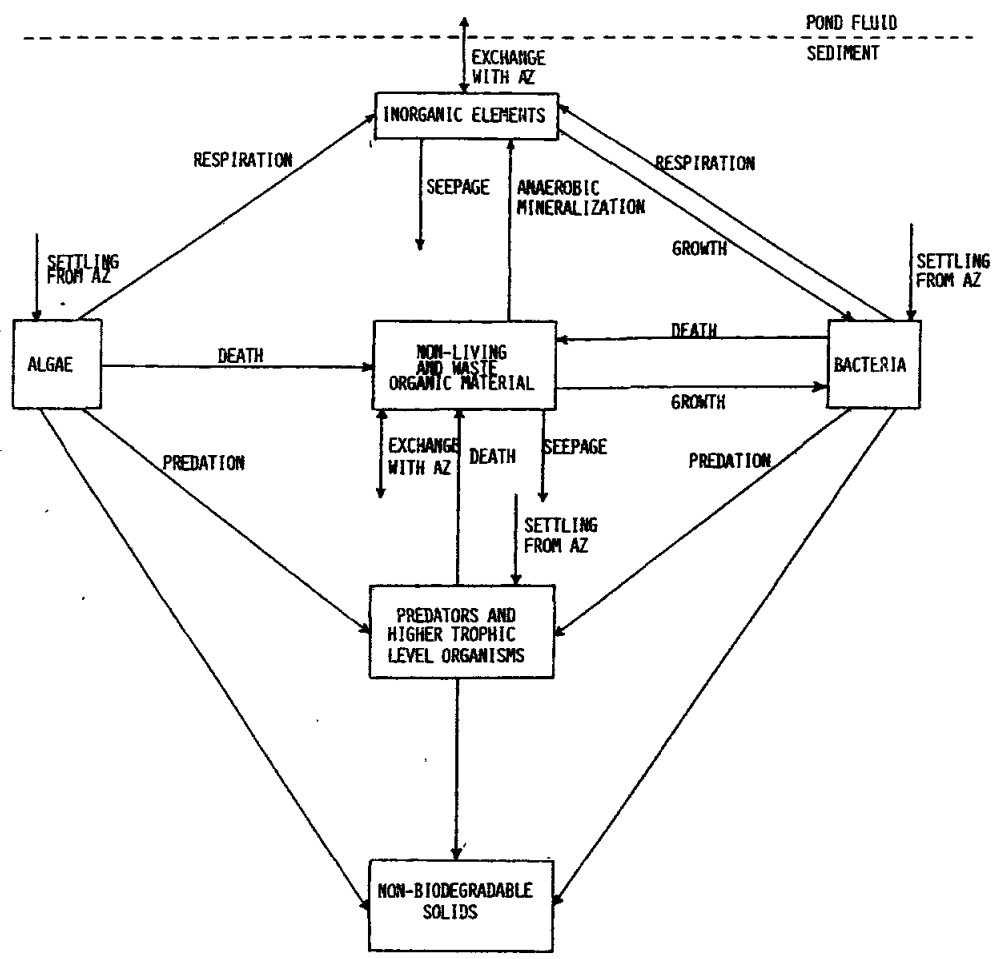 POND FLUID
SEDIMENT
EXCHANGE
WITH AZ
INORGANIC ELEMENTS
RESPIRATION
RESPIRATION
SEEPAGE
ANAEROBIC
MINERALIZATION
GROWTH
SETTLING
FROM AZ
SETTLING
FROM AZ
ALGAE
DEATH
NON-LIVING
AND WASTE
ORGANIC MATERIAL
DEATH
BACTERIA
GROWTH
PREDATION
EXCHANGE
WITH AZ
DEATH
SEEPAGE
PREDATION
SETTLING
FROM AZ
PREDATORS AND
HIGHER TROPHIC
LEVEL ORGANISMS
NON-BIODEGRADABLE
SOLIDS